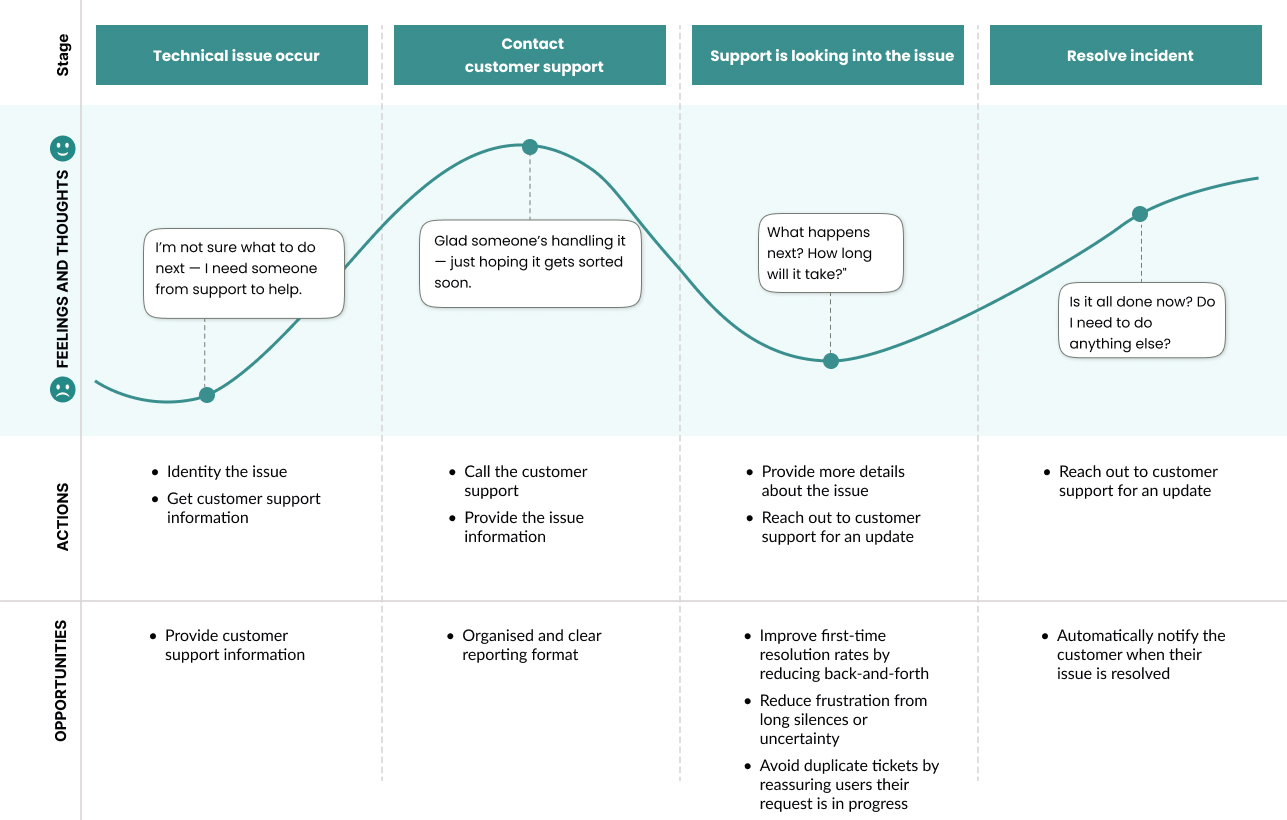 Stage
Technical issue occur
Contact
customer support
Support is looking into the issue
Resolve incident
FEELINGS AND THOUGHTS
I'm not sure what to do
next — I need someone
from support to help.
Glad someone's handling it
— just hoping it gets sorted
soon.
What happens
next? How long
will it take?"
Is it all done now? Do
I need to do
anything else?
ACTIONS
• Identity the issue
• Get customer support
information
• Call the customer
support
• Provide the issue
information
• Provide more details
about the issue
• Reach out to customer
support for an update
• Reach out to customer
support for an update
OPPORTUNITIES
• Provide customer
support information
• Organised and clear
reporting format
• Improve first-time
resolution rates by
reducing back-and-forth
• Reduce frustration from
long silences or
uncertainty
• Avoid duplicate tickets by
reassuring users their
request is in progress
• Automatically notify the
customer when their
issue is resolved